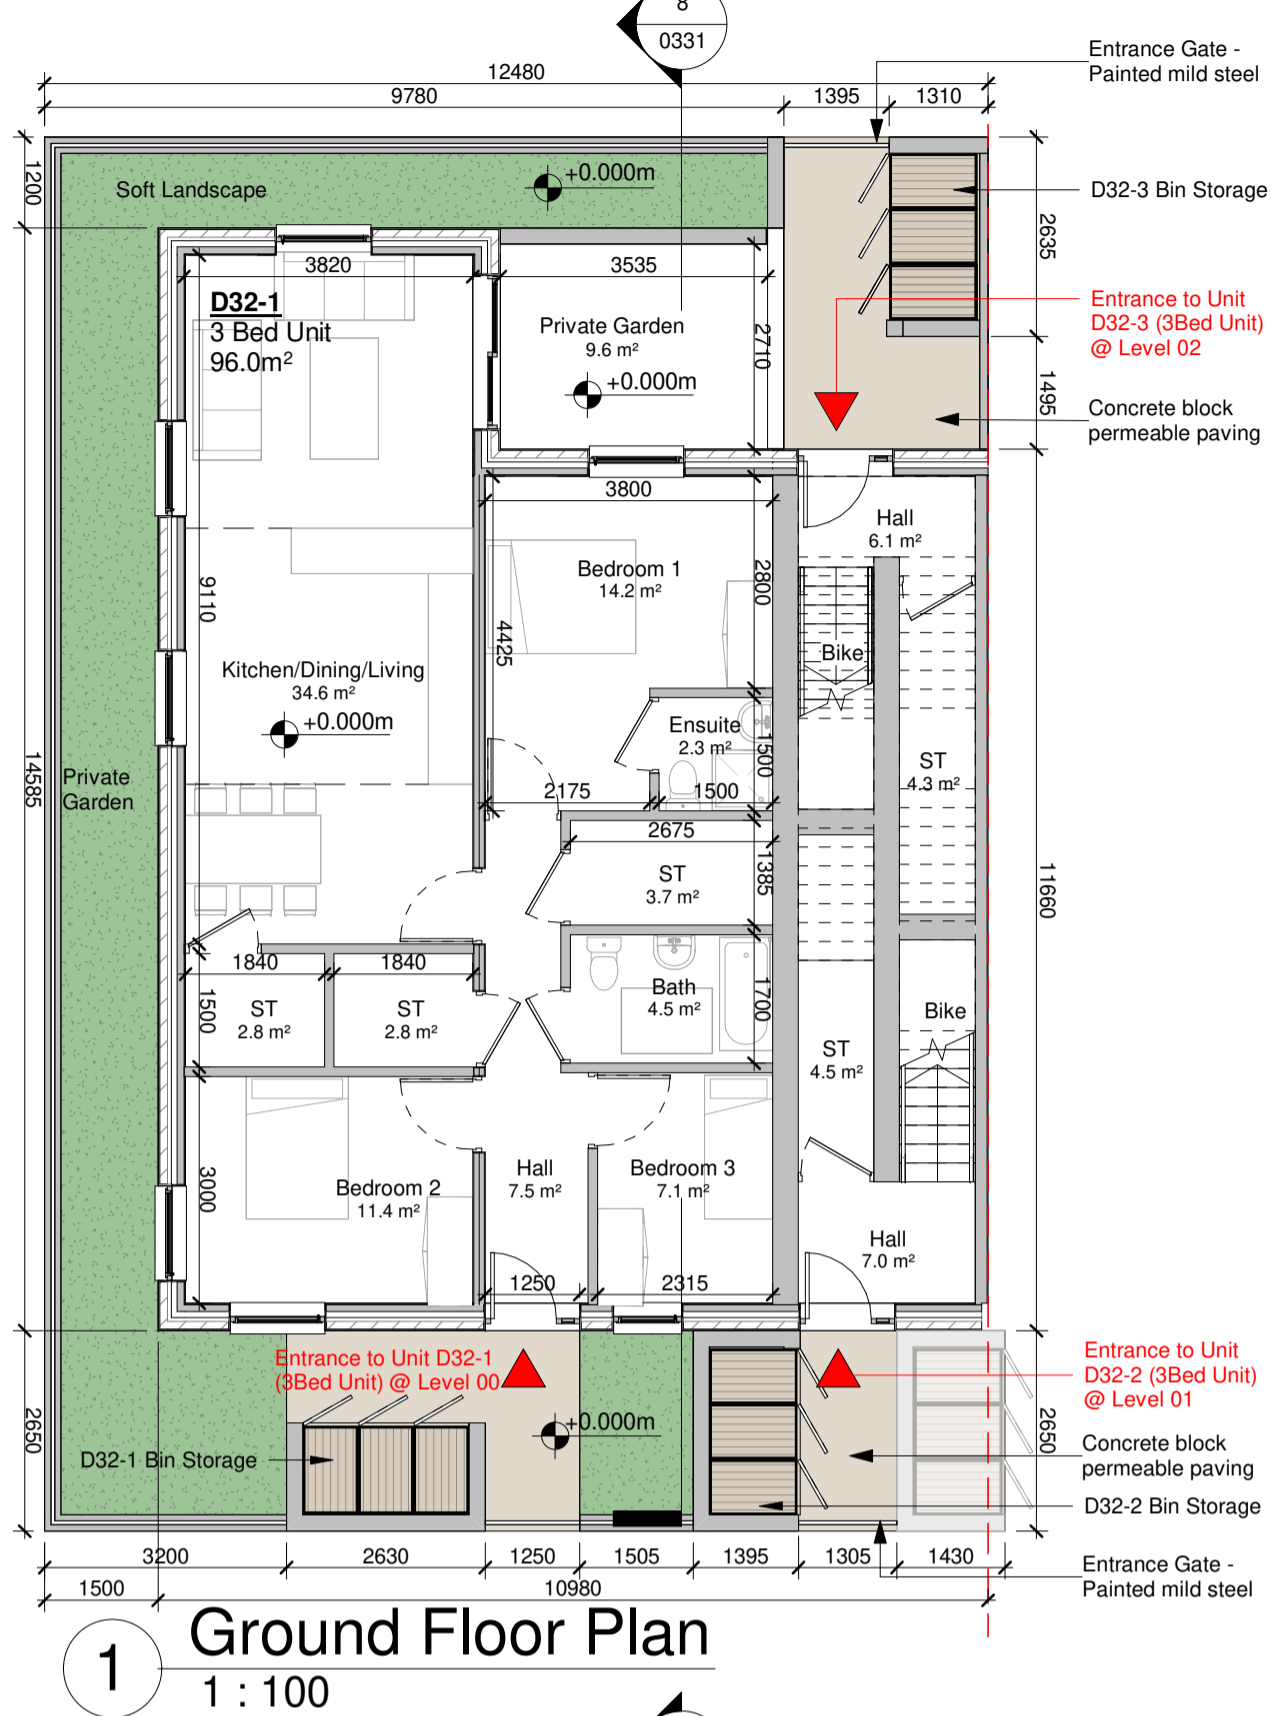 8
0331
Entrance Gate -
Painted mild steel
12480
9780
1395
1310
1200
Soft Landscape
+0.000m
D32-3 Bin Storage
2635
3820
3535
D32-1
3 Bed Unit
96.0m²
Private Garden
9.6 m²
2710
+0.000m
Entrance to Unit
D32-3 (3Bed Unit)
@ Level 02
1495
Concrete block
permeable paving
3800
Hall
6.1 m²
Bedroom 1
14.2 m²
2800
9110
4425
Bike
Kitchen/Dining/Living
34.6 m²
+0.000m
Ensuite
2.3 m²
1500
ST
4.3 m²
14585
Private
Garden
2175
1500
2675
ST
3.7 m²
1385
11660
1840
1840
1500
ST
2.8 m²
ST
2.8 m²
Bath
4.5 m²
1700
Bike
ST
4.5 m²
3000
Bedroom 2
11.4 m²
Hall
7.5 m²
Bedroom 3
7.1 m²
Hall
7.0 m²
1250
2315
Entrance to Unit D32-1
(3Bed Unit) @ Level 00
Entrance to Unit
D32-2 (3Bed Unit)
@ Level 01
2650
+0.000m
2650
D32-1 Bin Storage
Concrete block
permeable paving
D32-2 Bin Storage
3200
2630
1250
1505
1395
1305
1430
Entrance Gate -
Painted mild steel
1500
10980
1
Ground Floor Plan
1 : 100